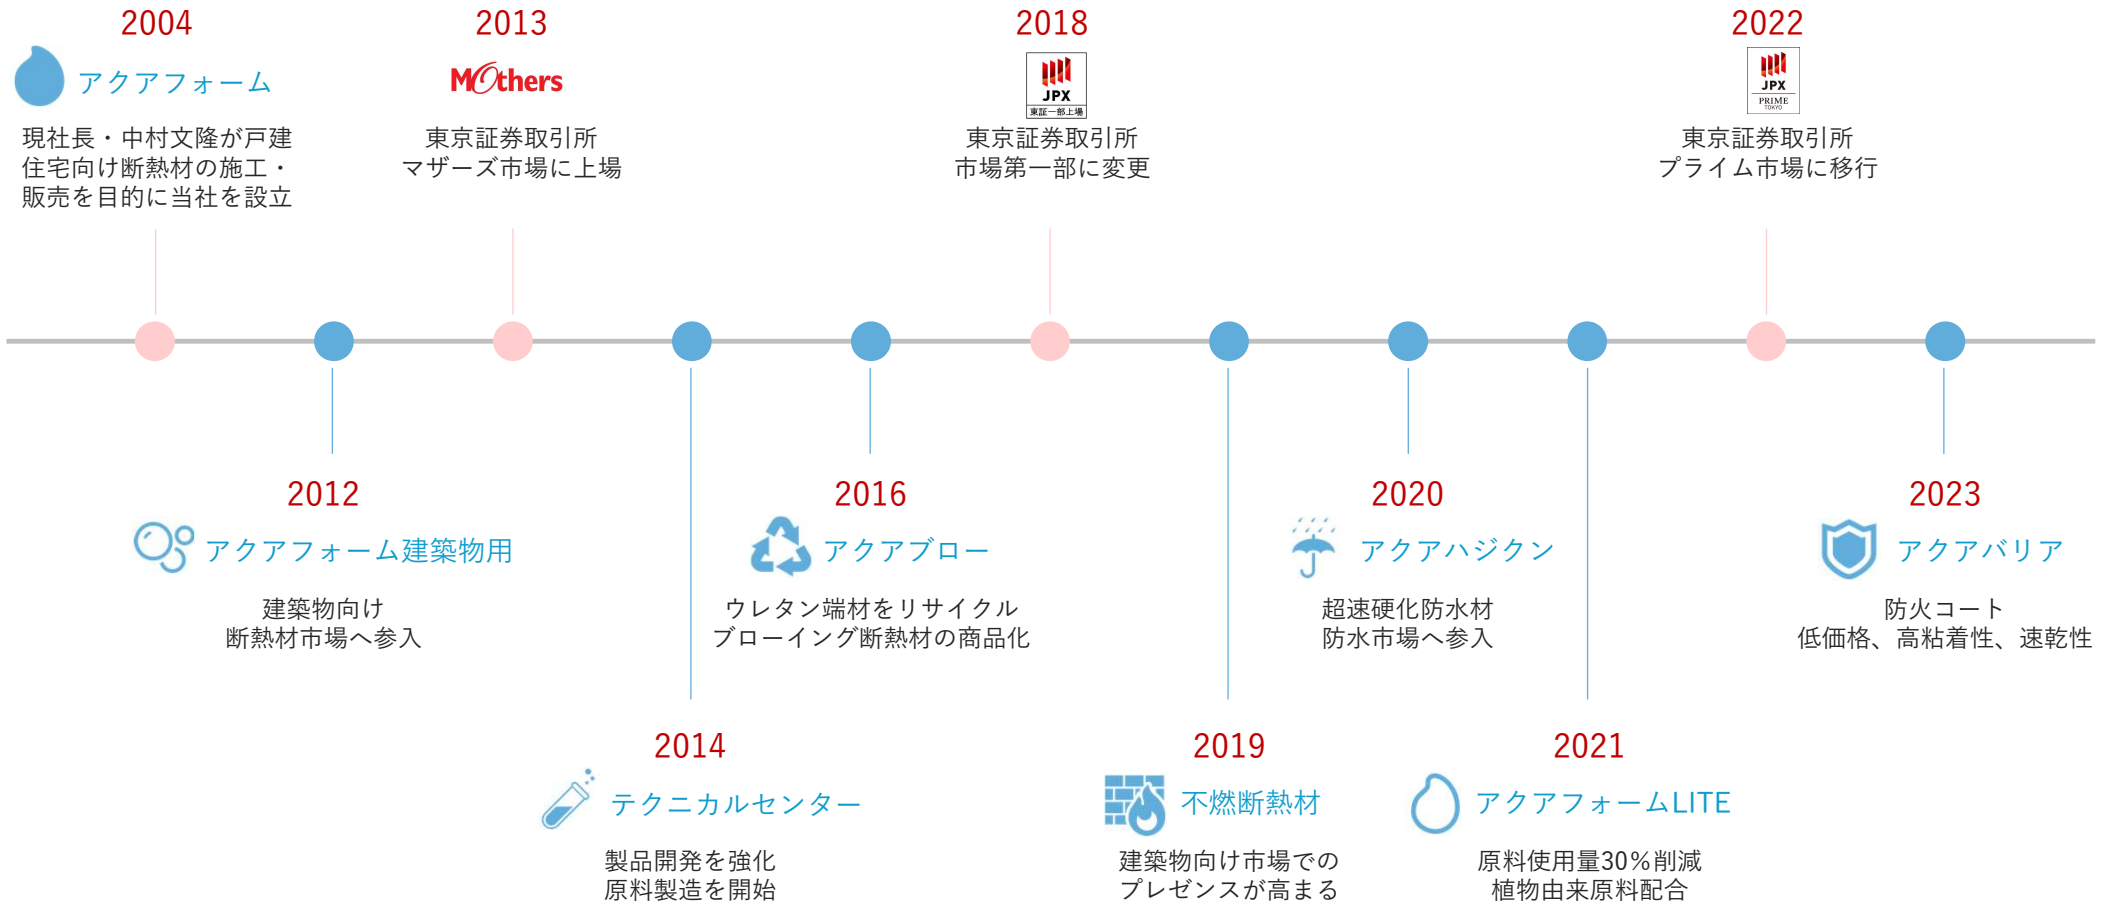 2004
アクアフォーム
現社長・中村文隆が戸建
住宅向け断熱材の施工・
販売を目的に当社を設立
2013
Mothers
東京証券取引所
マザーズ市場に上場
2018
JPX
東証一部上場
東京証券取引所
市場第一部に変更
2022
JPX
PRIME
TOKYO
東京証券取引所
プライム市場に移行
2012
アクアフォーム建築物用
建築物向け
断熱材市場へ参入
2016
アクアブロー
ウレタン端材をリサイクル
ブローイング断熱材の商品化
2020
アクアハジクン
超速硬化防水材
防水市場へ参入
2023
アクアバリア
防火コート
低価格、高粘着性、速乾性
2014
テクニカルセンター
製品開発を強化
原料製造を開始
2019
不燃断熱材
建築物向け市場での
プレゼンスが高まる
2021
アクアフォームLITE
原料使用量30％削減
植物由来原料配合